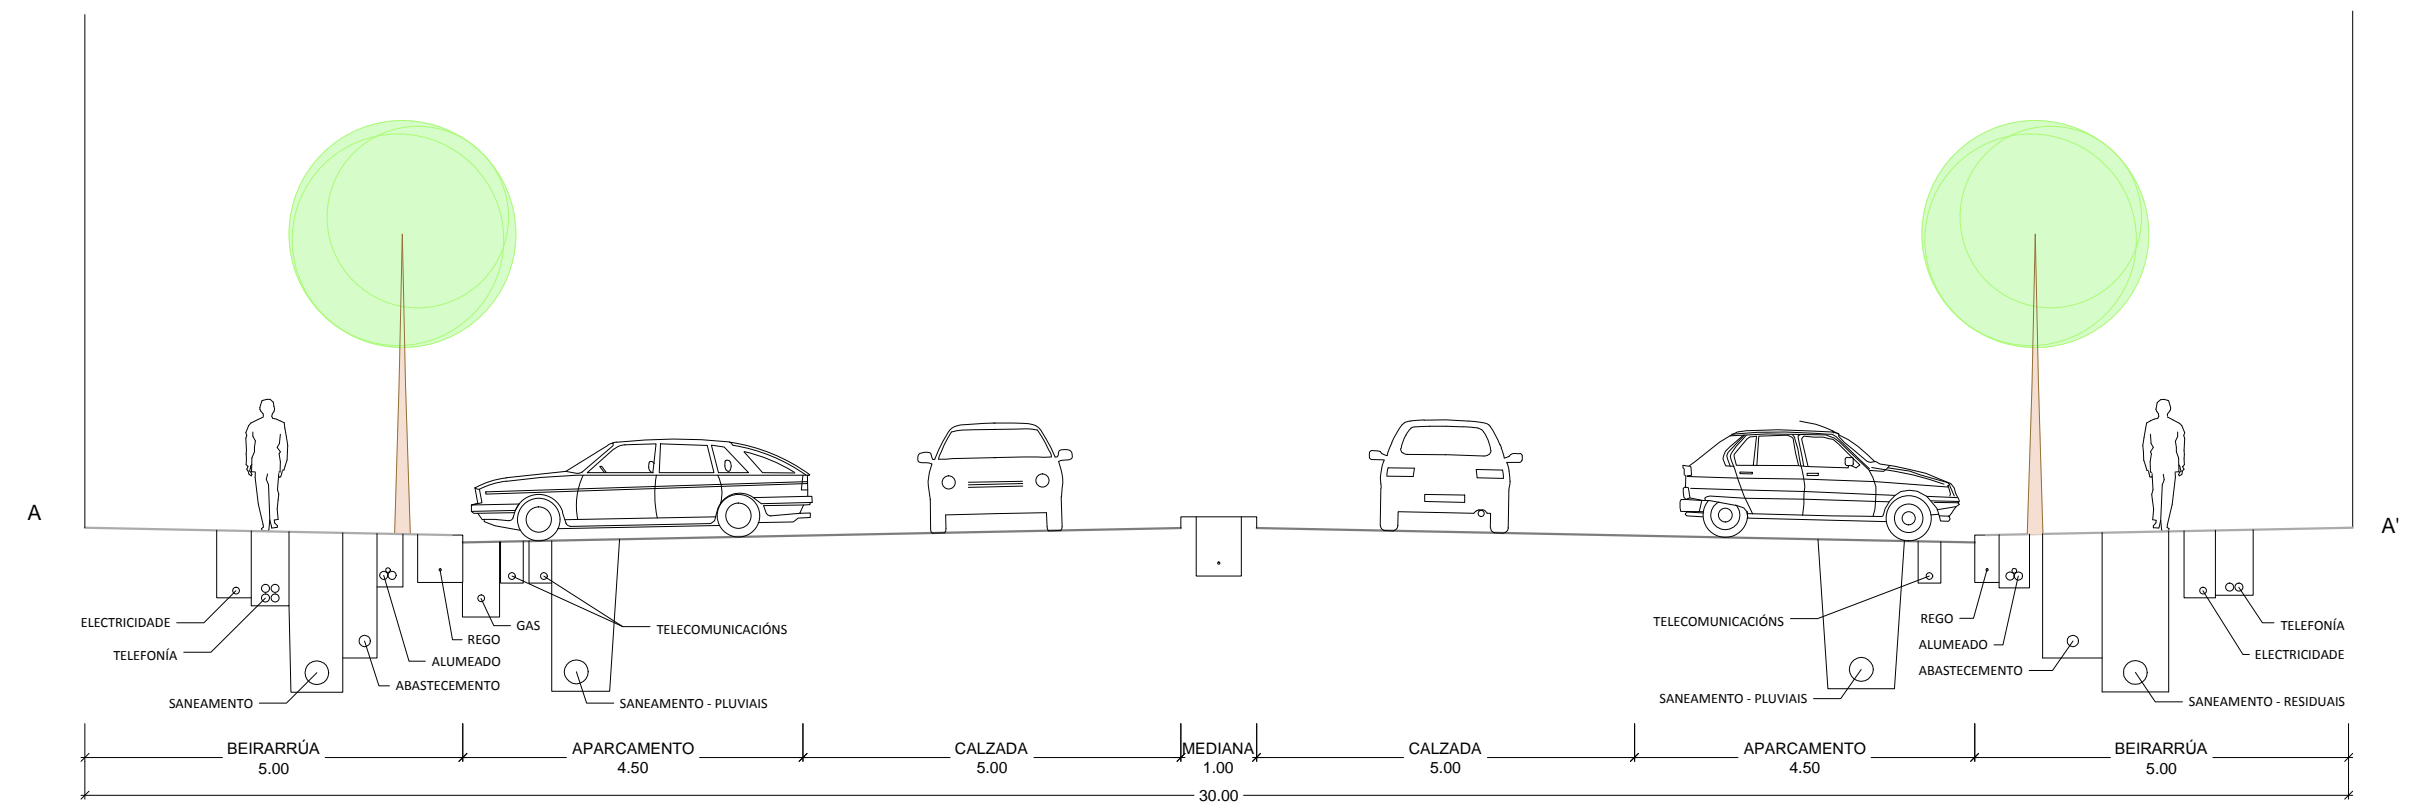 A
A'
ELECTRICIDADE
TELEFONÍA
SANEAMENTO
ABASTECEMENTO
ALUMEADO
REGO
GAS
TELECOMUNICACIÓNS
SANEAMENTO - PLUVIAIS
TELECOMUNICACIÓNS
SANEAMENTO - PLUVIAIS
REGO
ALUMEADO
ABASTECEMENTO
TELEFONÍA
ELECTRICIDADE
SANEAMENTO - RESIDUAIS
BEIRARRÚA
5.00
APARCAMENTO
4.50
CALZADA
5.00
MEDIANA
1.00
CALZADA
5.00
APARCAMENTO
4.50
BEIRARRÚA
5.00
30.00